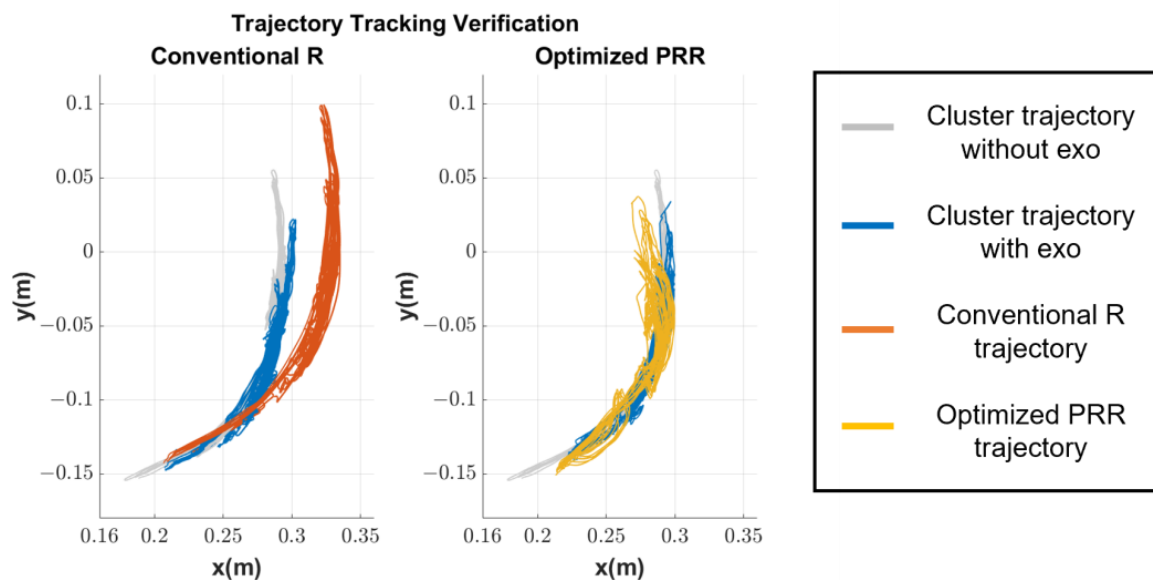 Trajectory Tracking Verification
Conventional R
0.1
0.05
0
−0.05
−0.1
−0.15
y(m)
0.16 0.2 0.25 0.3 0.35
x(m)
Optimized PRR
0.1
0.05
0
−0.05
−0.1
−0.15
y(m)
0.16 0.2 0.25 0.3 0.35
x(m)
Cluster trajectory
without exo
Cluster trajectory
with exo
Conventional R
trajectory
Optimized PRR
trajectory